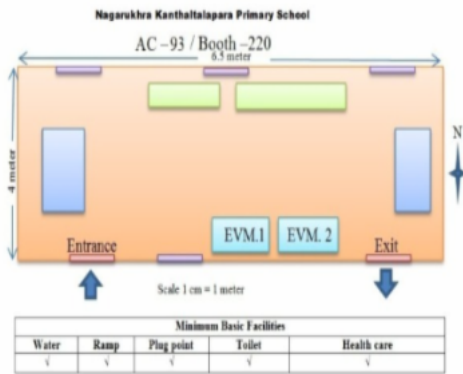 Nagarukhra Kanthaltalapara Primary School
AC –93 / Booth –220
6.5 meter
4 meter
N
EVM.1 EVM. 2
Entrance Exit
Scale 1 cm = 1 meter
Minimum Basic Facilities
Water Ramp Plug point Toilet Health care
√ √ √ √ √